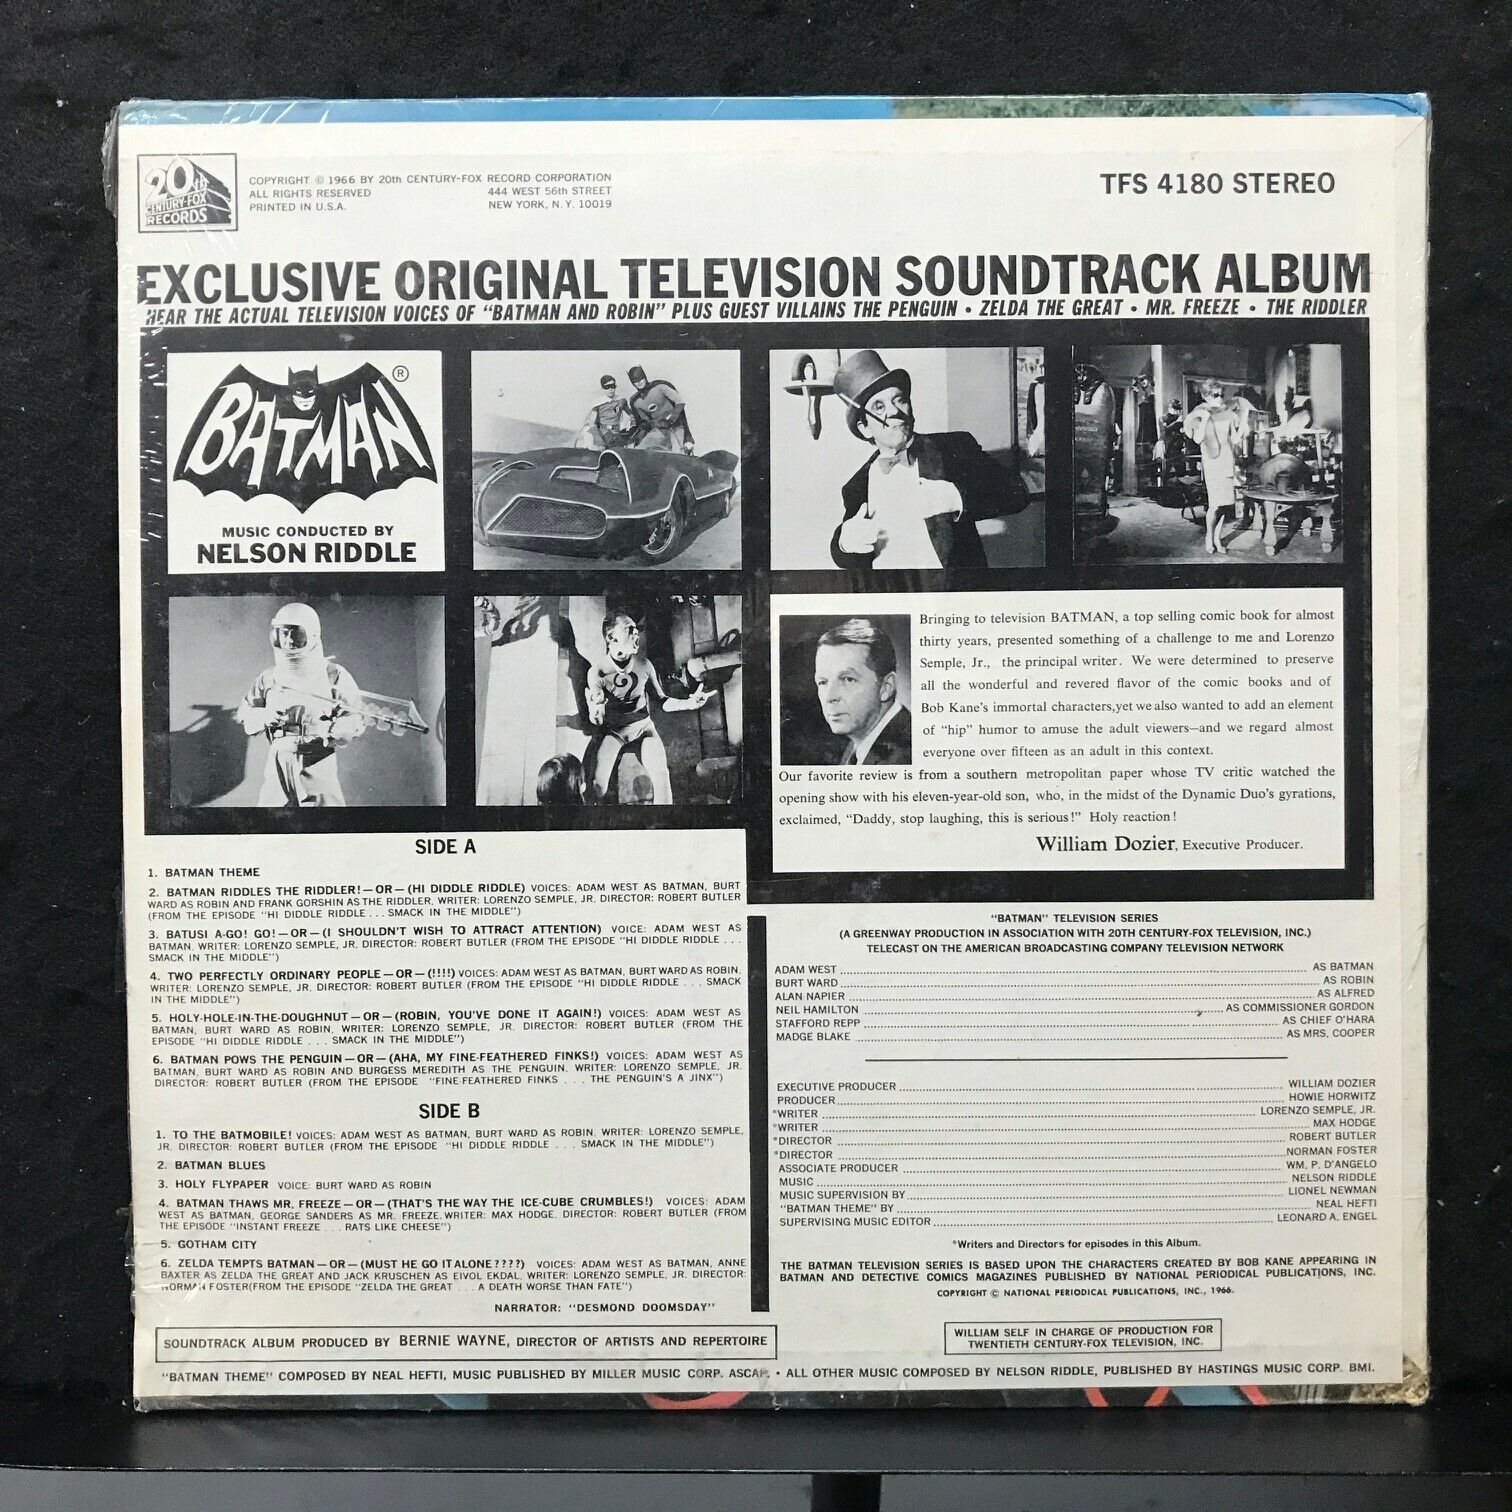 20th
CENTURY-FOX
RECORDS
COPYRIGHT © 1966 BY 20th CENTURY-FOX RECORD CORPORATION
ALL RIGHTS RESERVED 444 WEST 56th STREET
PRINTED IN U.S.A. NEW YORK, N.Y. 10019
TFS 4180 STEREO
EXCLUSIVE ORIGINAL TELEVISION SOUNDTRACK ALBUM
HEAR THE ACTUAL TELEVISION VOICES OF "BATMAN AND ROBIN" PLUS GUEST VILLAINS THE PENGUIN • ZELDA THE GREAT • MR. FREEZE • THE RIDDLER
BATMAN ®
MUSIC CONDUCTED BY
NELSON RIDDLE
Bringing to television BATMAN, a top selling comic book for almost
thirty years, presented something of a challenge to me and Lorenzo
Semple, Jr., the principal writer. We were determined to preserve
all the wonderful and revered flavor of the comic books and of
Bob Kane's immortal characters,yet we also wanted to add an element
of "hip" humor to amuse the adult viewers—and we regard almost
everyone over fifteen as an adult in this context.
Our favorite review is from a southern metropolitan paper whose TV critic watched the
opening show with his eleven-year-old son, who, in the midst of the Dynamic Duo's gyrations,
exclaimed, "Daddy, stop laughing, this is serious!" Holy reaction!
William Dozier, Executive Producer.
SIDE A
1. BATMAN THEME
2. BATMAN RIDDLES THE RIDDLER!—OR—(HI DIDDLE RIDDLE) VOICES: ADAM WEST AS BATMAN, BURT
WARD AS ROBIN AND FRANK GORSHIN AS THE RIDDLER. WRITER: LORENZO SEMPLE, JR. DIRECTOR: ROBERT BUTLER
(FROM THE EPISODE "HI DIDDLE RIDDLE . . . SMACK IN THE MIDDLE")
3. BATUSI A-GO! GO!—OR—(I SHOULDN'T WISH TO ATTRACT ATTENTION) VOICE: ADAM WEST AS
BATMAN. WRITER: LORENZO SEMPLE, JR. DIRECTOR: ROBERT BUTLER (FROM THE EPISODE "HI DIDDLE RIDDLE . . .
SMACK IN THE MIDDLE")
4. TWO PERFECTLY ORDINARY PEOPLE—OR—(!!!!) VOICES: ADAM WEST AS BATMAN, BURT WARD AS ROBIN.
WRITER: LORENZO SEMPLE, JR. DIRECTOR: ROBERT BUTLER (FROM THE EPISODE "HI DIDDLE RIDDLE . . . SMACK
IN THE MIDDLE")
5. HOLY-HOLE-IN-THE-DOUGHNUT—OR—(ROBIN, YOU'VE DONE IT AGAIN!) VOICES: ADAM WEST AS
BATMAN, BURT WARD AS ROBIN. WRITER: LORENZO SEMPLE, JR. DIRECTOR: ROBERT BUTLER (FROM THE
EPISODE "HI DIDDLE RIDDLE . . . SMACK IN THE MIDDLE")
6. BATMAN POWS THE PENGUIN—OR—(AHA, MY FINE-FEATHERED FINKS!) VOICES: ADAM WEST AS
BATMAN, BURT WARD AS ROBIN AND BURGESS MEREDITH AS THE PENGUIN. WRITER: LORENZO SEMPLE, JR.
DIRECTOR: ROBERT BUTLER (FROM THE EPISODE "FINE-FEATHERED FINKS . . . THE PENGUIN'S A JINX")
SIDE B
1. TO THE BATMOBILE! VOICES: ADAM WEST AS BATMAN, BURT WARD AS ROBIN. WRITER: LORENZO SEMPLE,
JR. DIRECTOR: ROBERT BUTLER (FROM THE EPISODE "HI DIDDLE RIDDLE . . . SMACK IN THE MIDDLE")
2. BATMAN BLUES
3. HOLY FLYPAPER VOICE: BURT WARD AS ROBIN
4. BATMAN THAWS MR. FREEZE—OR—(THAT'S THE WAY THE ICE-CUBE CRUMBLES!) VOICES: ADAM
WEST AS BATMAN, GEORGE SANDERS AS MR. FREEZE. WRITER: MAX HODGE. DIRECTOR: ROBERT BUTLER (FROM
THE EPISODE "INSTANT FREEZE . . . RATS LIKE CHEESE")
5. GOTHAM CITY
6. ZELDA TEMPTS BATMAN—OR—(MUST HE GO IT ALONE????) VOICES: ADAM WEST AS BATMAN, ANNE
BAXTER AS ZELDA THE GREAT AND JACK KRUSCHEN AS EIVOL EKDAL. WRITER: LORENZO SEMPLE, JR. DIRECTOR:
NORMAN FOSTER(FROM THE EPISODE "ZELDA THE GREAT . . . A DEATH WORSE THAN FATE")
NARRATOR: "DESMOND DOOMSDAY"
"BATMAN" TELEVISION SERIES
(A GREENWAY PRODUCTION IN ASSOCIATION WITH 20TH CENTURY-FOX TELEVISION, INC.)
TELECAST ON THE AMERICAN BROADCASTING COMPANY TELEVISION NETWORK
ADAM WEST AS BATMAN
BURT WARD AS ROBIN
ALAN NAPIER AS ALFRED
NEIL HAMILTON AS COMMISSIONER GORDON
STAFFORD REPP AS CHIEF O'HARA
MADGE BLAKE AS MRS. COOPER
EXECUTIVE PRODUCER WILLIAM DOZIER
PRODUCER HOWIE HORWITZ
*WRITER LORENZO SEMPLE, JR.
*WRITER MAX HODGE
*DIRECTOR ROBERT BUTLER
*DIRECTOR NORMAN FOSTER
ASSOCIATE PRODUCER WM. P. D'ANGELO
MUSIC NELSON RIDDLE
MUSIC SUPERVISION BY LIONEL NEWMAN
"BATMAN THEME" BY NEAL HEFTI
SUPERVISING MUSIC EDITOR LEONARD A. ENGEL
*Writers and Directors for episodes in this Album.
THE BATMAN TELEVISION SERIES IS BASED UPON THE CHARACTERS CREATED BY BOB KANE APPEARING IN
BATMAN AND DETECTIVE COMICS MAGAZINES PUBLISHED BY NATIONAL PERIODICAL PUBLICATIONS, INC.
COPYRIGHT © NATIONAL PERIODICAL PUBLICATIONS, INC., 1966.
SOUNDTRACK ALBUM PRODUCED BY BERNIE WAYNE, DIRECTOR OF ARTISTS AND REPERTOIRE
WILLIAM SELF IN CHARGE OF PRODUCTION FOR
TWENTIETH CENTURY-FOX TELEVISION, INC.
"BATMAN THEME" COMPOSED BY NEAL HEFTI, MUSIC PUBLISHED BY MILLER MUSIC CORP. ASCAP. • ALL OTHER MUSIC COMPOSED BY NELSON RIDDLE, PUBLISHED BY HASTINGS MUSIC CORP. BMI.